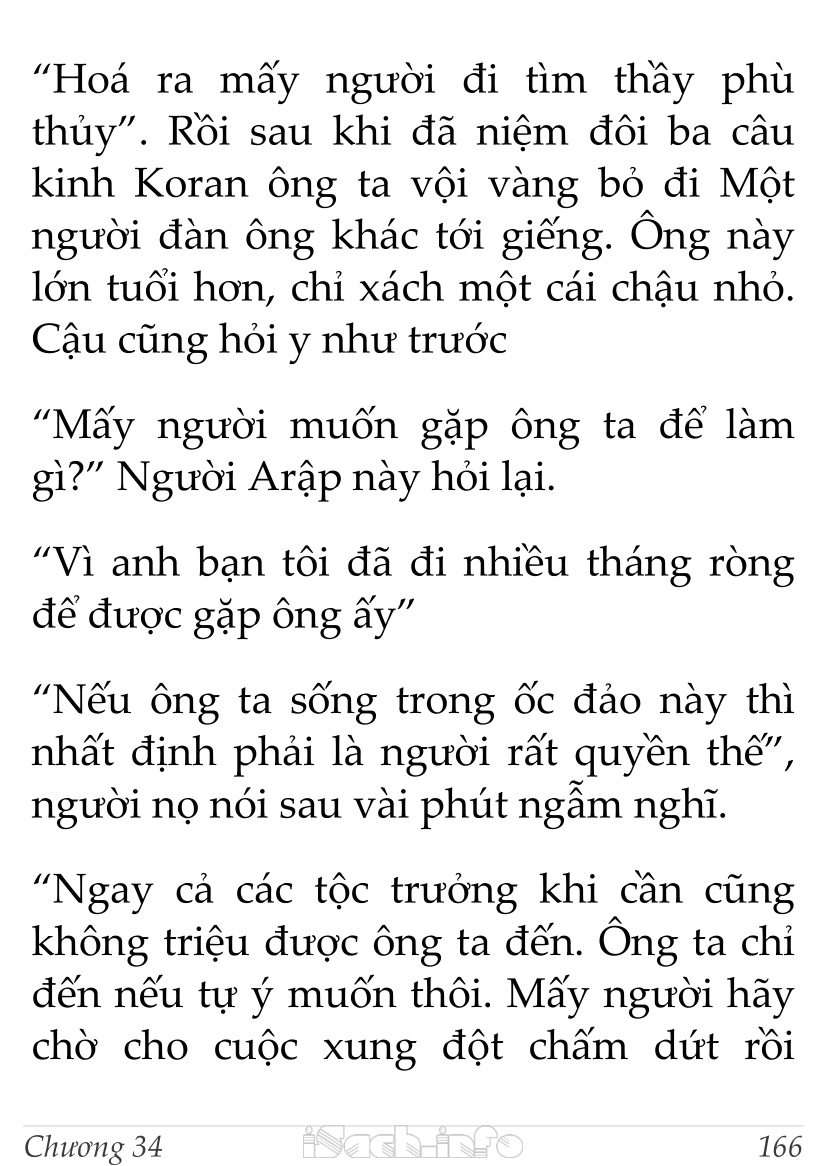 “Hoá ra mấy người đi tìm thầy phù
thủy”. Rồi sau khi đã niệm đôi ba câu
kinh Koran ông ta vội vàng bỏ đi Một
người đàn ông khác tới giếng. Ông này
lớn tuổi hơn, chỉ xách một cái chậu nhỏ.
Cậu cũng hỏi y như trước
“Mấy người muốn gặp ông ta để làm
gì?” Người Arập này hỏi lại.
“Vì anh bạn tôi đã đi nhiều tháng ròng
để được gặp ông ấy”
“Nếu ông ta sống trong ốc đảo này thì
nhất định phải là người rất quyền thế”,
người nọ nói sau vài phút ngẫm nghĩ.
“Ngay cả các tộc trưởng khi cần cũng
không triệu được ông ta đến. Ông ta chỉ
đến nếu tự ý muốn thôi. Mấy người hãy
chờ cho cuộc xung đột chấm dứt rồi
Chương 34
iSach.info
166